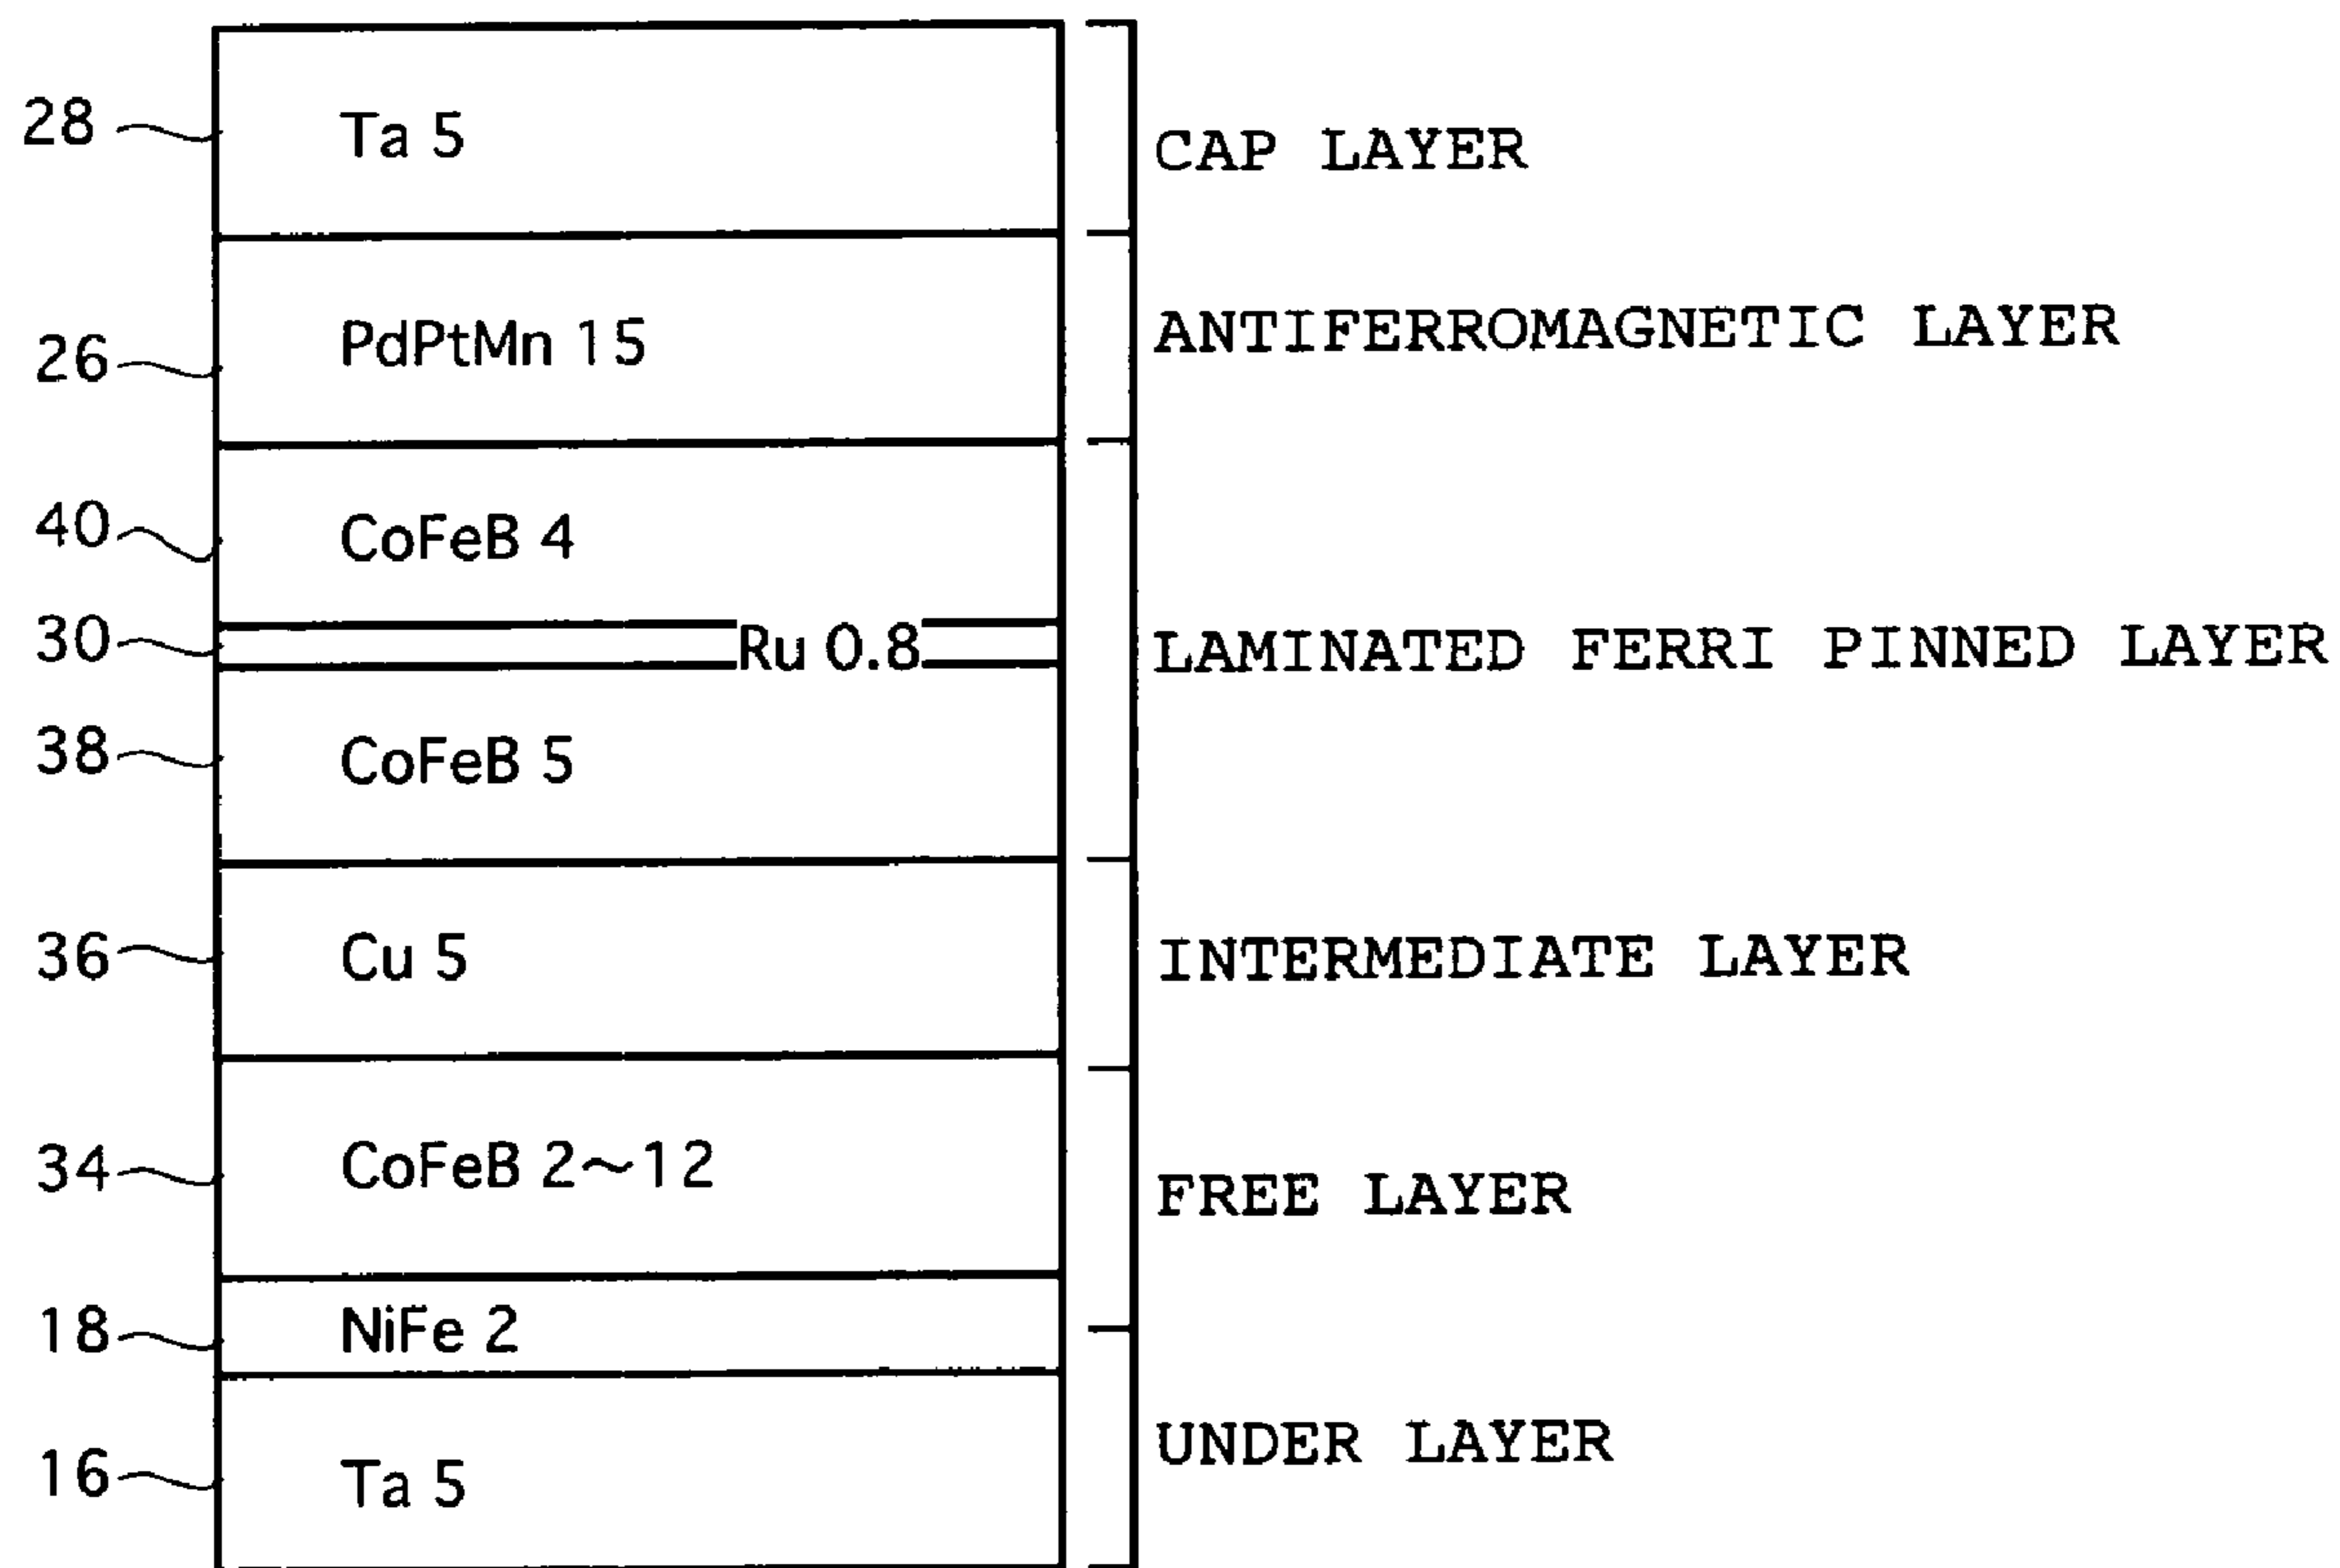 28 Ta 5 CAP LAYER
26 PdPtMn 15 ANTIFERROMAGNETIC LAYER
40 CoFeB 4
30 Ru 0.8 LAMINATED FERRI PINNED LAYER
38 CoFeB 5
36 Cu 5 INTERMEDIATE LAYER
34 CoFeB 2~12 FREE LAYER
18 NiFe 2
UNDER LAYER
16 Ta 5